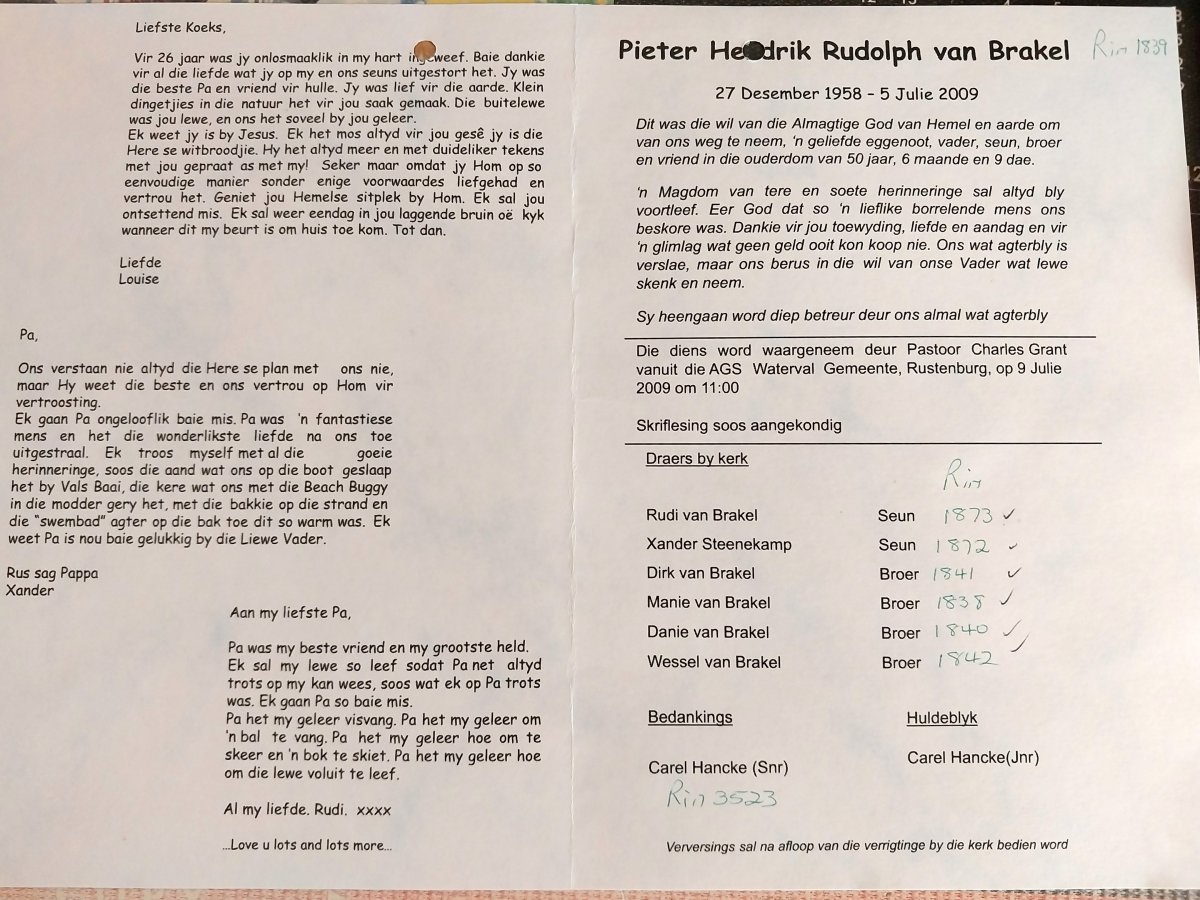 Liefste Koeks,
Vir 26 jaar was jy onlosmaaklik in my hart ingeweef. Baie dankie
vir al die liefde wat jy op my en ons seuns uitgestort het. Jy was
die beste Pa en vriend vir hulle. Jy was lief vir die aarde. Klein
dingetjies in die natuur het vir jou saak gemaak. Die buitelewe
was jou lewe, en ons het soveel by jou geleer.
Ek weet jy is by Jesus. Ek het mos altyd vir jou gesê jy is die
Here se witbroodjie. Hy het altyd meer en met duideliker tekens
met jou gepraat as met my! Seker maar omdat jy Hom op so
eenvoudige manier sonder enige voorwaardes liefgehad en
vertrou het. Geniet jou Hemelse sitplek by Hom. Ek sal jou
ontsettend mis. Ek sal weer eendag in jou laggende bruin oë kyk
wanneer dit my beurt is om huis toe kom. Tot dan.
Liefde
Louise
Pa,
Ons verstaan nie altyd die Here se plan met ons nie,
maar Hy weet die beste en ons vertrou op Hom vir
vertroosting.
Ek gaan Pa ongelooflik baie mis. Pa was 'n fantastiese
mens en het die wonderlikste liefde na ons toe
uitgestraal. Ek troos myself met al die goeie
herinneringe, soos die aand wat ons op die boot geslaap
het by Vals Baai, die kere wat ons met die Beach Buggy
in die modder gery het, met die bakkie op die strand en
die "swembad" agter op die bak toe dit so warm was. Ek
weet Pa is nou baie gelukkig by die Liewe Vader.
Rus sag Pappa
Xander
Aan my liefste Pa,
Pa was my beste vriend en my grootste held.
Ek sal my lewe so leef sodat Pa net altyd
trots op my kan wees, soos wat ek op Pa trots
was. Ek gaan Pa so baie mis.
Pa het my geleer visvang. Pa het my geleer om
'n bal te vang. Pa het my geleer hoe om te
skeer en 'n bok te skiet. Pa het my geleer hoe
om die lewe voluit te leef.
Al my liefde. Rudi. xxxx
...Love u lots and lots more...
Pieter Hendrik Rudolph van Brakel Rin 1839
27 Desember 1958 - 5 Julie 2009
Dit was die wil van die Almagtige God van Hemel en aarde om
van ons weg te neem, 'n geliefde eggenoot, vader, seun, broer
en vriend in die ouderdom van 50 jaar, 6 maande en 9 dae.
'n Magdom van tere en soete herinneringe sal altyd bly
voortleef. Eer God dat so 'n lieflike borrelende mens ons
beskore was. Dankie vir jou toewyding, liefde en aandag en vir
'n glimlag wat geen geld ooit kon koop nie. Ons wat agterbly is
verslae, maar ons berus in die wil van onse Vader wat lewe
skenk en neem.
Sy heengaan word diep betreur deur ons almal wat agterbly
Die diens word waargeneem deur Pastoor Charles Grant
vanuit die AGS Waterval Gemeente, Rustenburg, op 9 Julie
2009 om 11:00
Skriflesing soos aangekondig
Draers by kerk
Rin
Rudi van Brakel Seun 1873 ✓
Xander Steenekamp Seun 1872 ✓
Dirk van Brakel Broer 1841 ✓
Manie van Brakel Broer 1838 ✓
Danie van Brakel Broer 1840 ✓
Wessel van Brakel Broer 1842 ✓
Bedankings Huldeblyk
Carel Hancke (Snr) Carel Hancke(Jnr)
Rin 3523
Verversings sal na afloop van die verrigtinge by die kerk bedien word